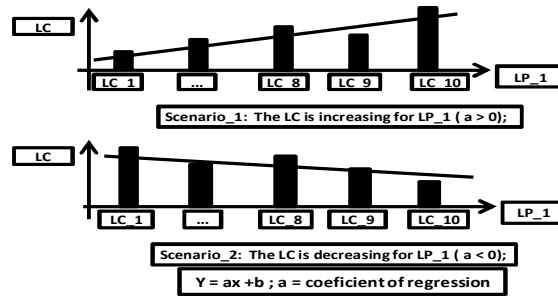 LC
LC_1 ... LC_8 LC_9 LC_10
LP_1
Scenario_1: The LC is increasing for LP_1 ( a > 0);
LC
LC_1 ... LC_8 LC_9 LC_10
LP_1
Scenario_2: The LC is decreasing for LP_1 ( a < 0);
Y = ax +b ; a = coeficient of regression